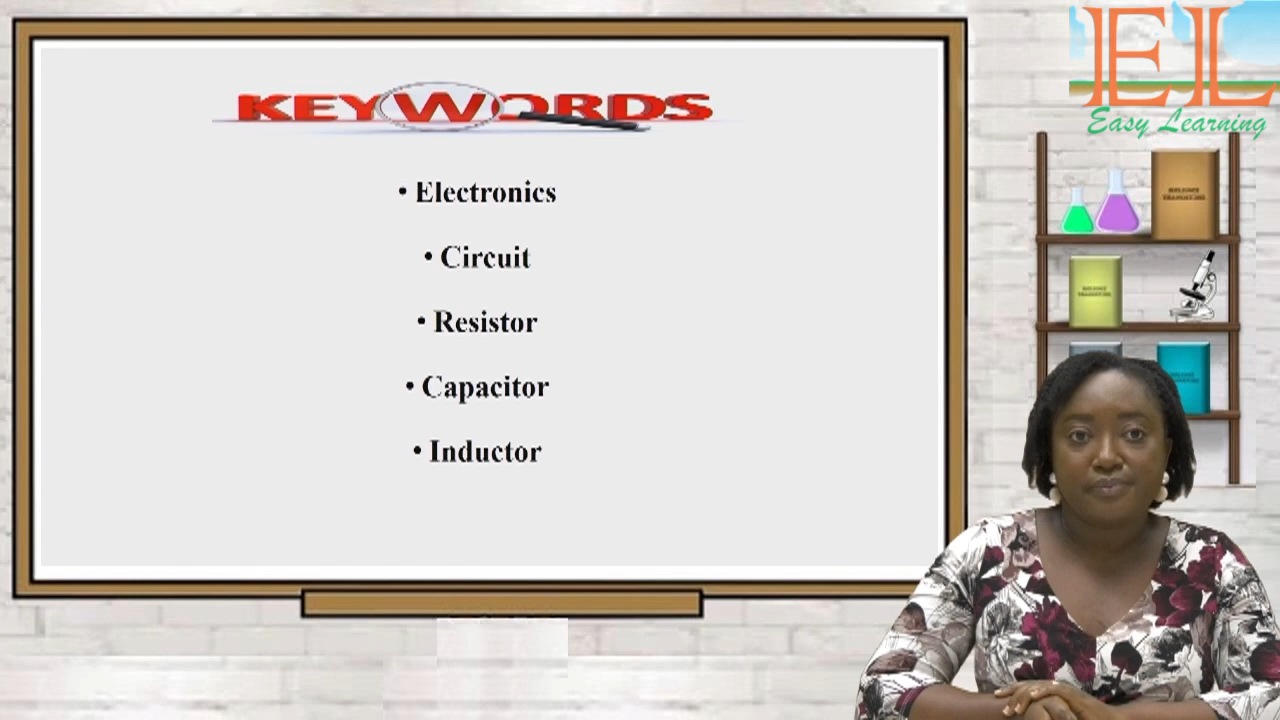 KEYWORDS
• Electronics
• Circuit
• Resistor
• Capacitor
• Inductor
EL
Easy Learning